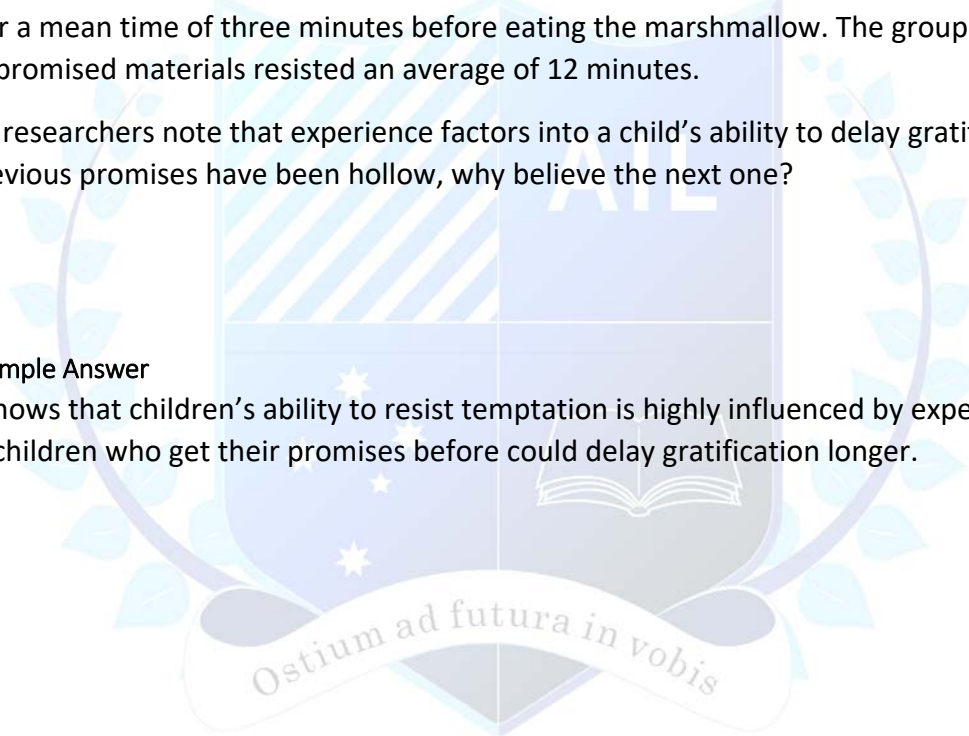 r a mean time of three minutes before eating the marshmallow. The group
promised materials resisted an average of 12 minutes.
researchers note that experience factors into a child’s ability to delay gratif
evious promises have been hollow, why believe the next one?
AIL
mple Answer
hows that children’s ability to resist temptation is highly influenced by expe
children who get their promises before could delay gratification longer.
Ostium ad futura in vobis